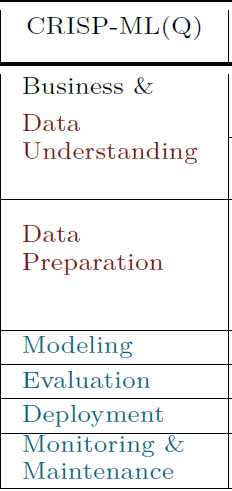 CRISP-ML(Q)
Business &
Data
Understanding
Data
Preparation
Modeling
Evaluation
Deployment
Monitoring &
Maintenance